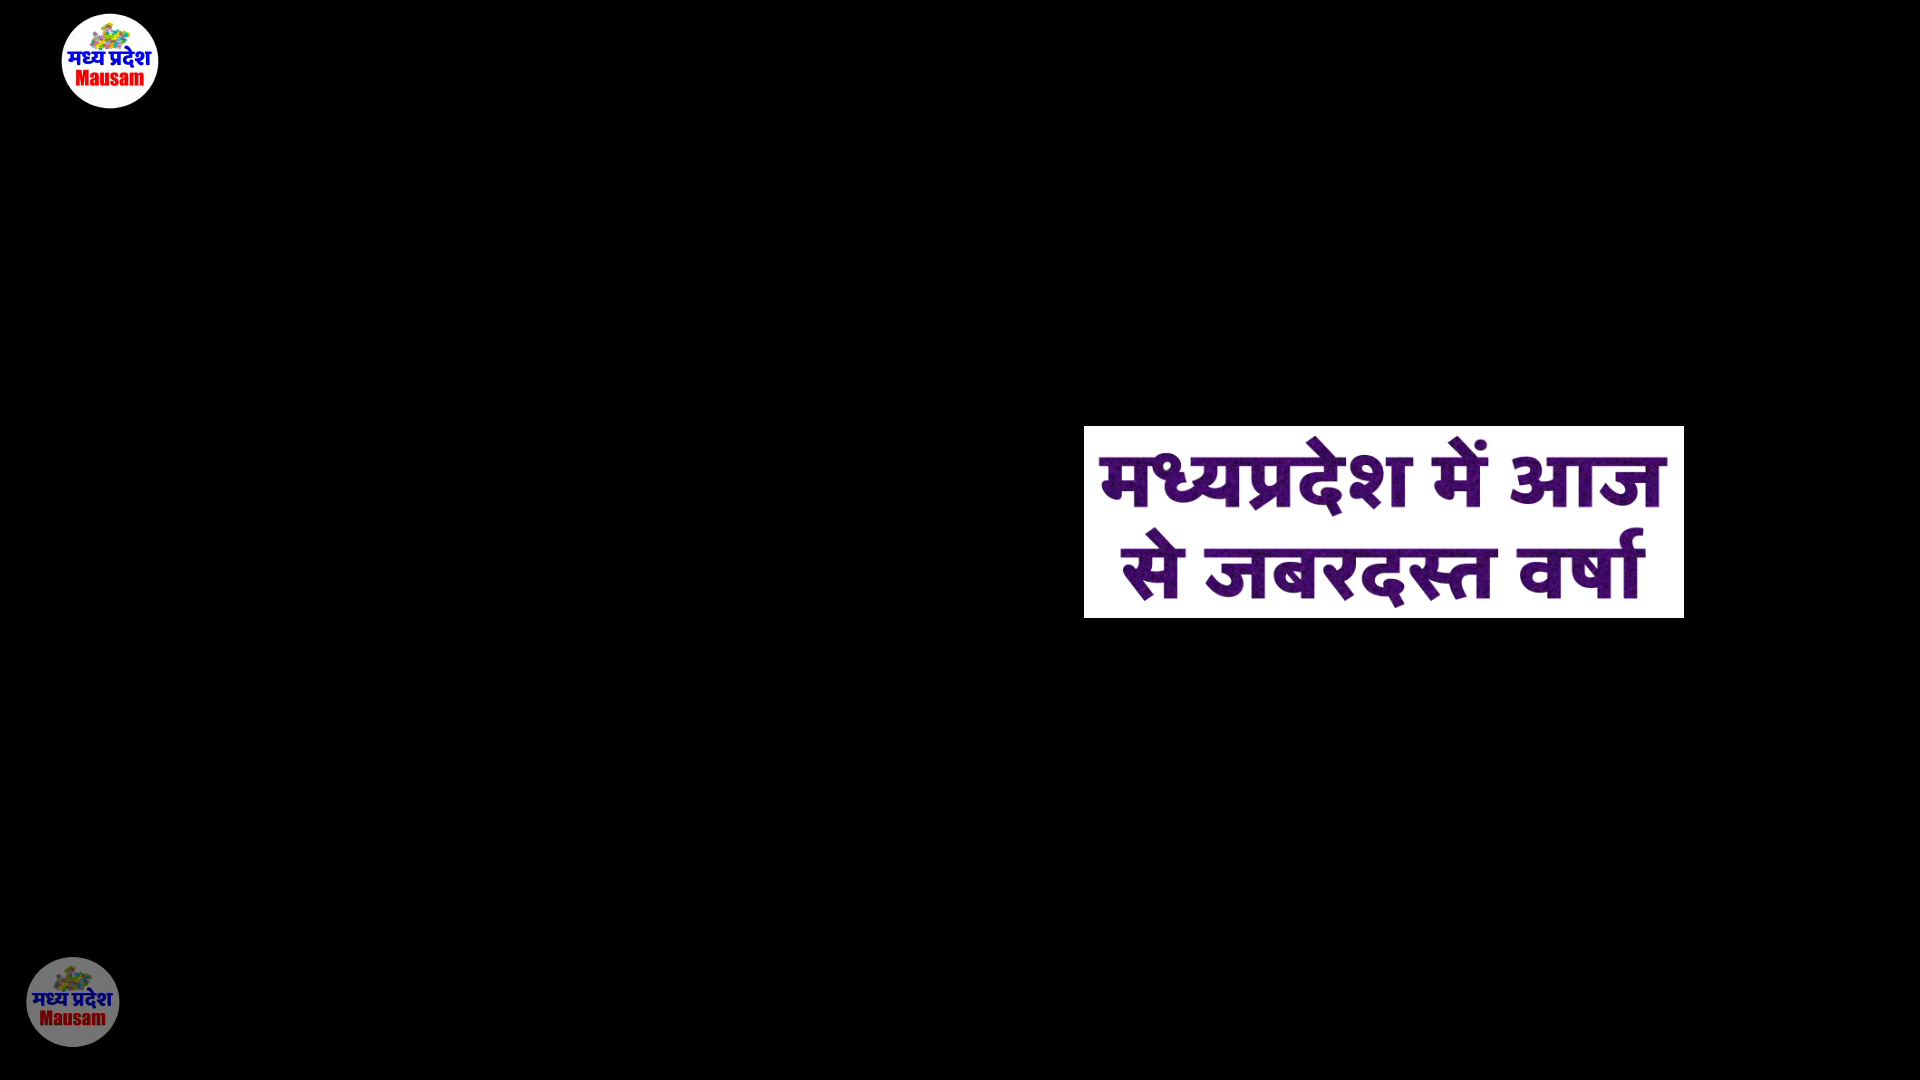 मध्य प्रदेश
Mausam
मध्यप्रदेश में आज
से जबरदस्त वर्षा
मध्य प्रदेश
Mausam